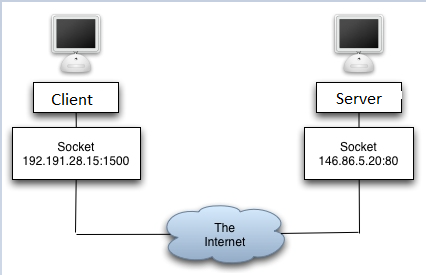 Client
Server
Socket
192.191.28.15:1500
Socket
146.86.5.20:80
The
Internet